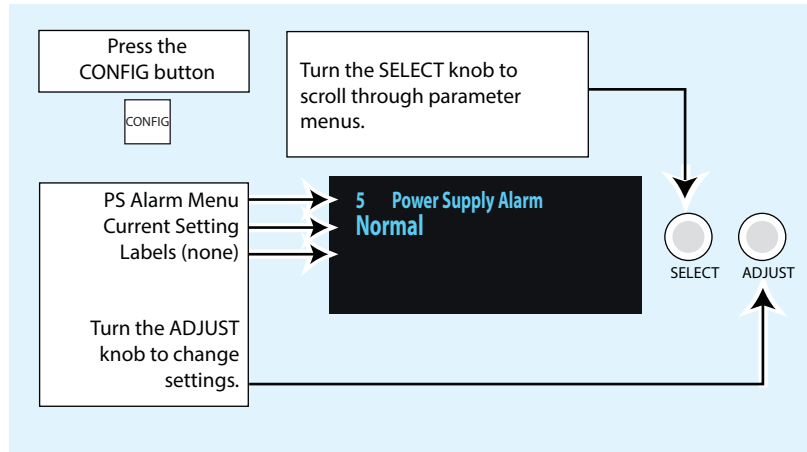 Press the
CONFIG button
CONFIG
Turn the SELECT knob to
scroll through parameter
menus.
PS Alarm Menu
Current Setting
Labels (none)
Turn the ADJUST
knob to change
settings.
5 Power Supply Alarm
Normal
SELECT
ADJUST